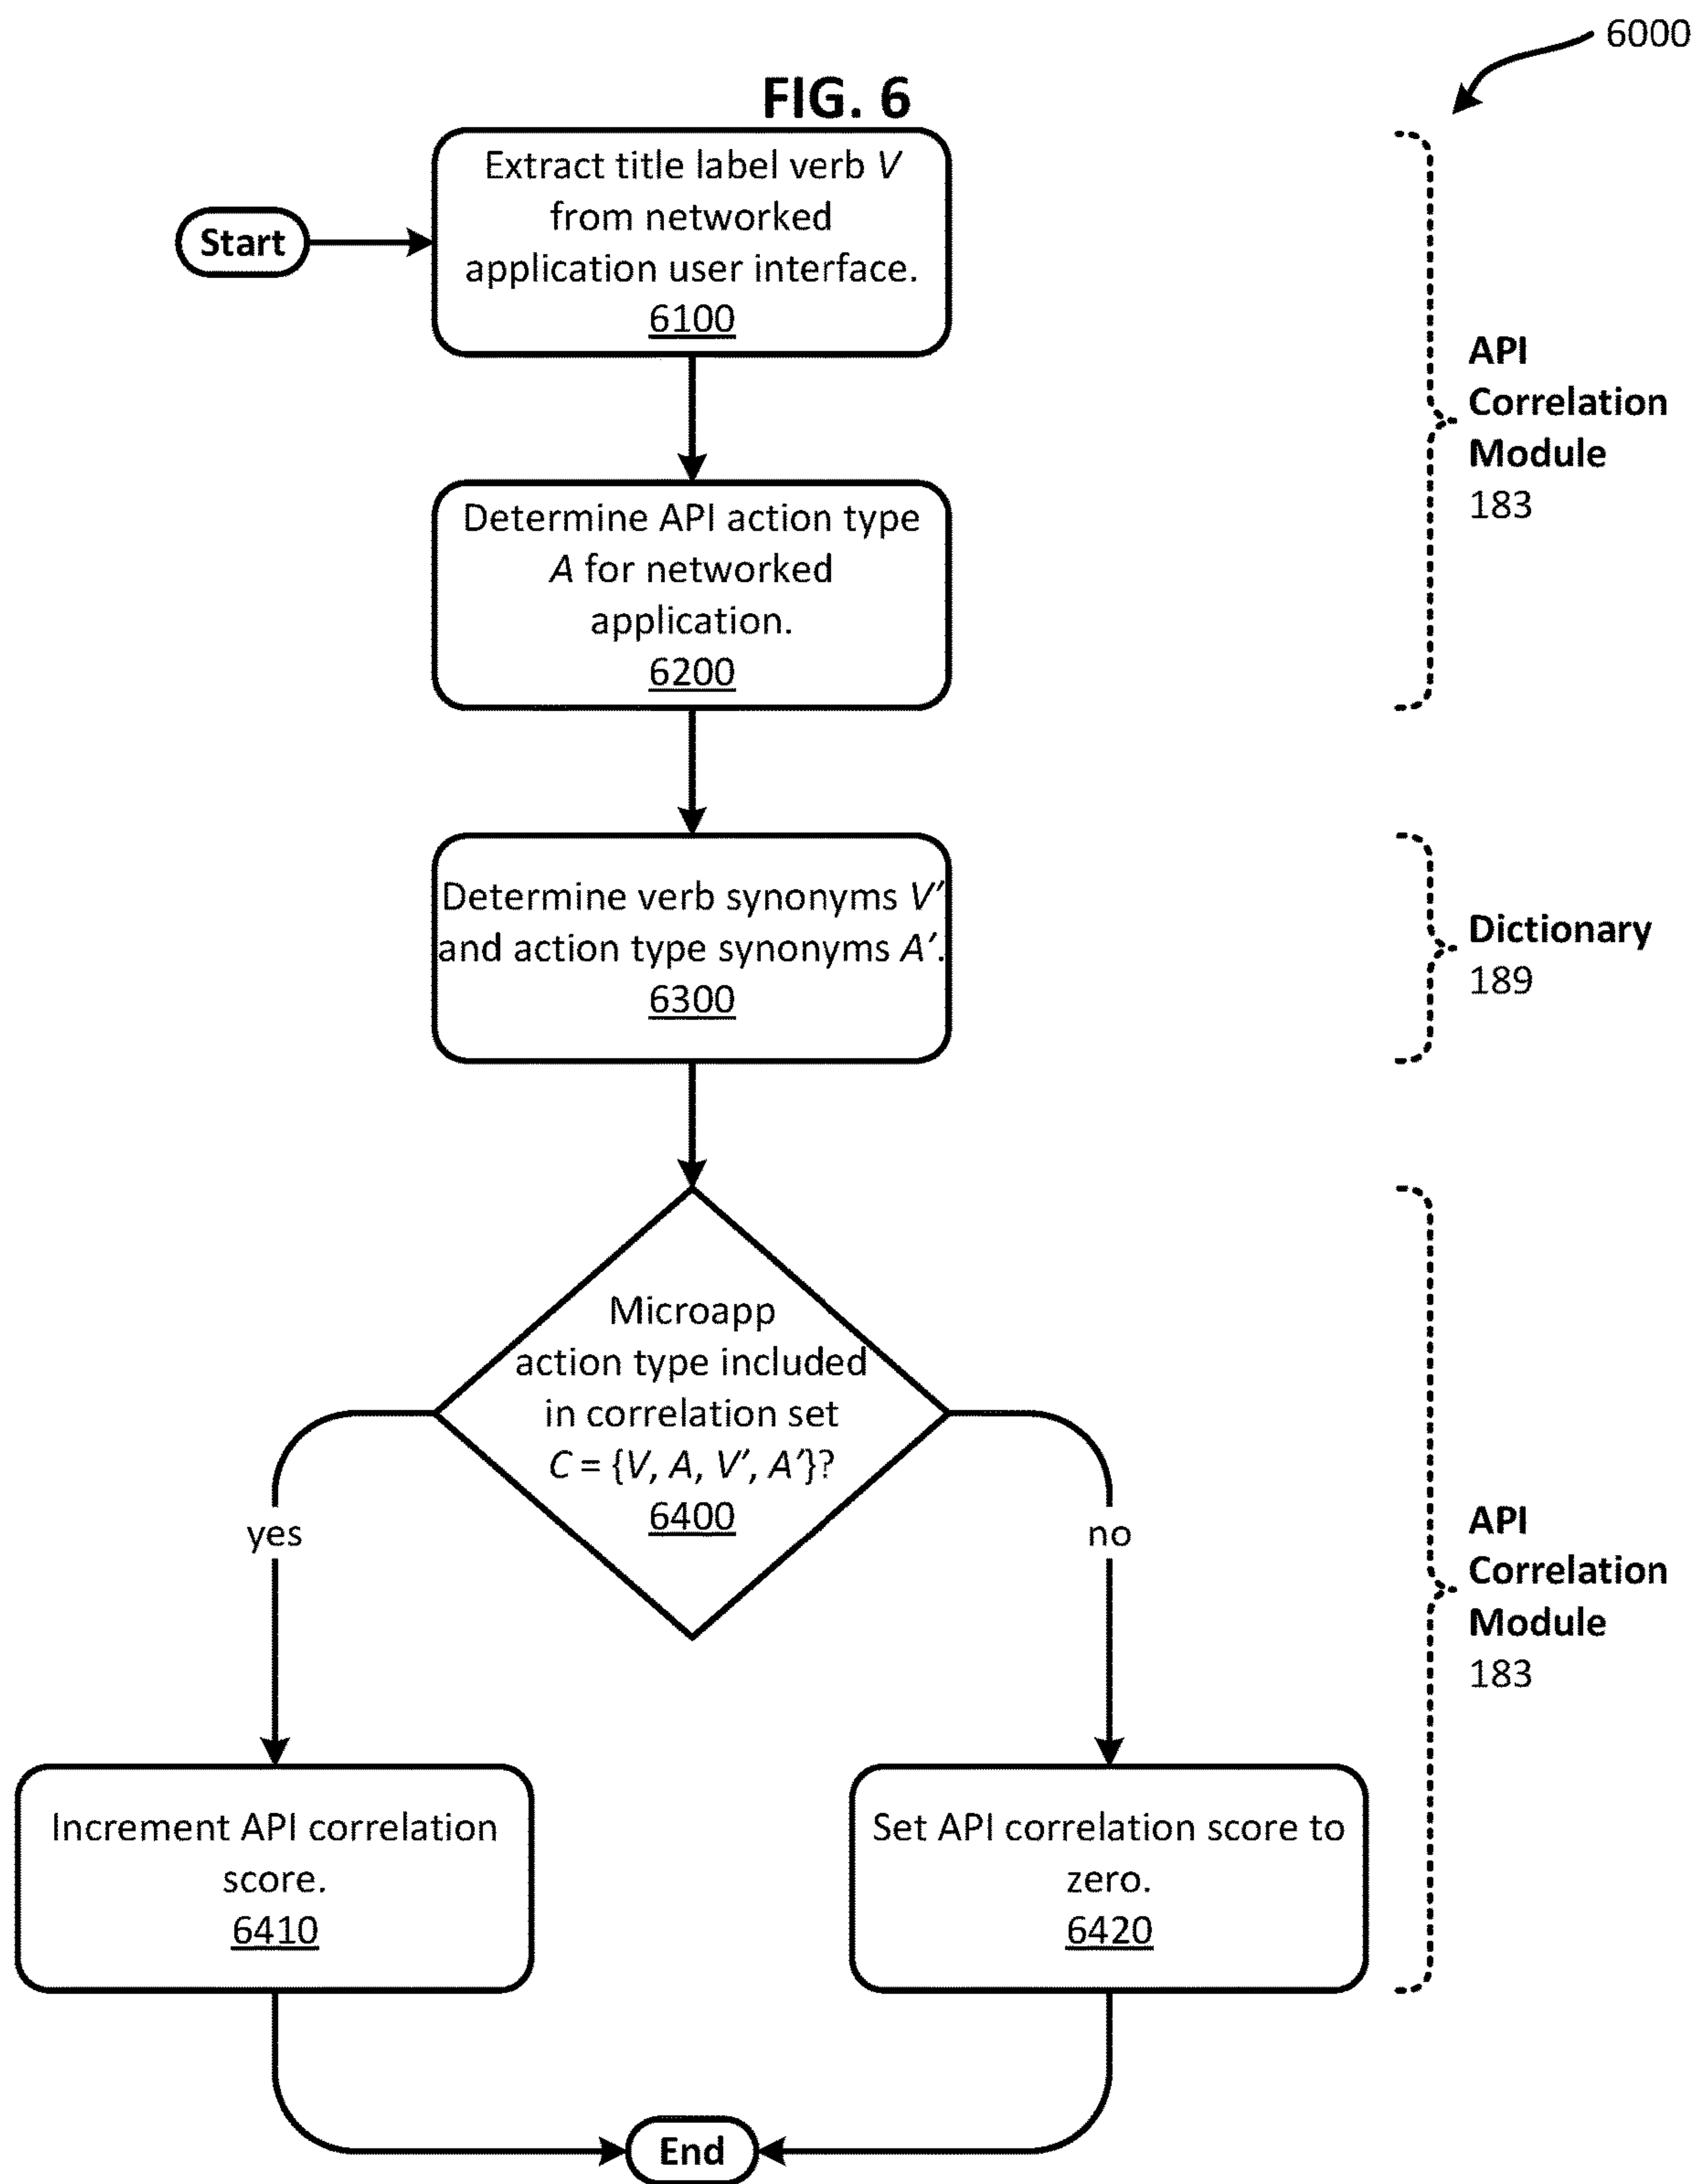 6000
FIG. 6
Start
Extract title label verb V
from networked
application user interface.
6100
API
Correlation
Module
183
Determine API action type
A for networked
application.
6200
Determine verb synonyms V′
and action type synonyms A′.
6300
Dictionary
189
Microapp
action type included
in correlation set
C = {V, A, V′, A′}?
6400
yes
no
API
Correlation
Module
183
Increment API correlation
score.
6410
Set API correlation score to
zero.
6420
End